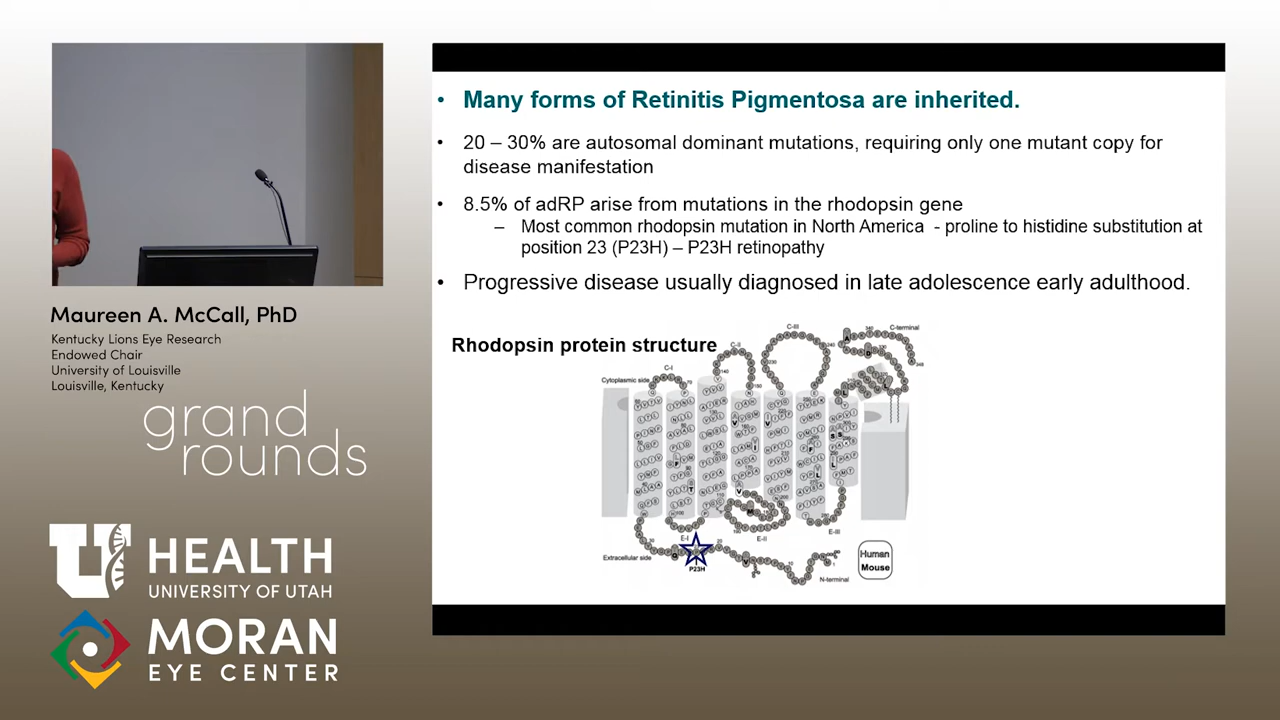 • Many forms of Retinitis Pigmentosa are inherited.
• 20 – 30% are autosomal dominant mutations, requiring only one mutant copy for
disease manifestation
• 8.5% of adRP arise from mutations in the rhodopsin gene
– Most common rhodopsin mutation in North America - proline to histidine substitution at
position 23 (P23H) – P23H retinopathy
• Progressive disease usually diagnosed in late adolescence early adulthood.
Rhodopsin protein structure
C-I
C-II
C-III
C-terminal
Cytoplasmic side
E-I
E-II
E-III
Extracellular side
P23H
N-terminal
Human
Mouse
Maureen A. McCall, PhD
Kentucky Lions Eye Research
Endowed Chair
University of Louisville
Louisville, Kentucky
grand
rounds
U HEALTH
UNIVERSITY OF UTAH
MORAN
EYE CENTER